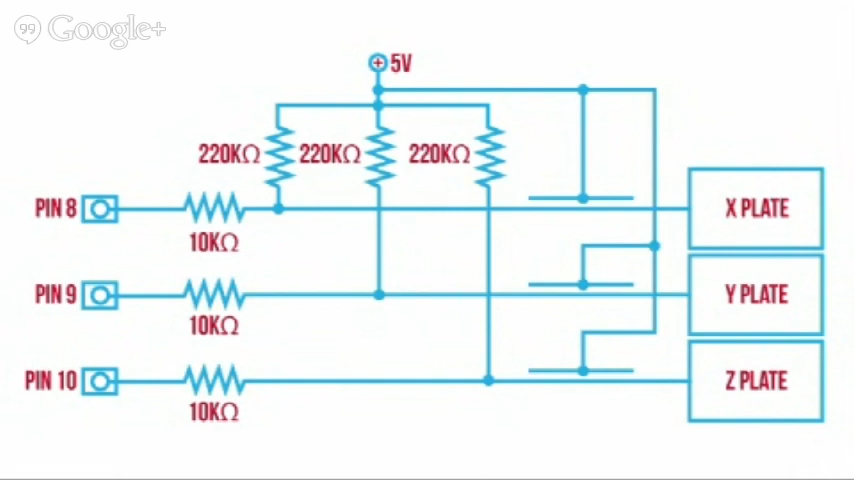 Google+
5V
220KΩ 220KΩ 220KΩ
PIN 8
10KΩ
X PLATE
PIN 9
10KΩ
Y PLATE
PIN 10
10KΩ
Z PLATE